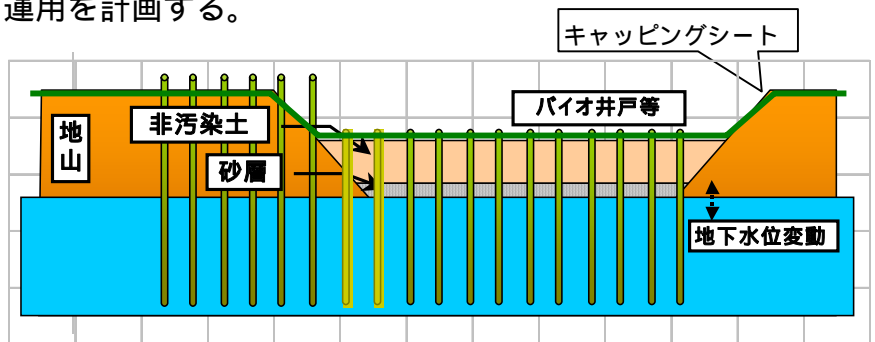 運用を計画する。
キャッピングシート
バイオ井戸等
非汚染土
地
山
砂層
地下水位変動